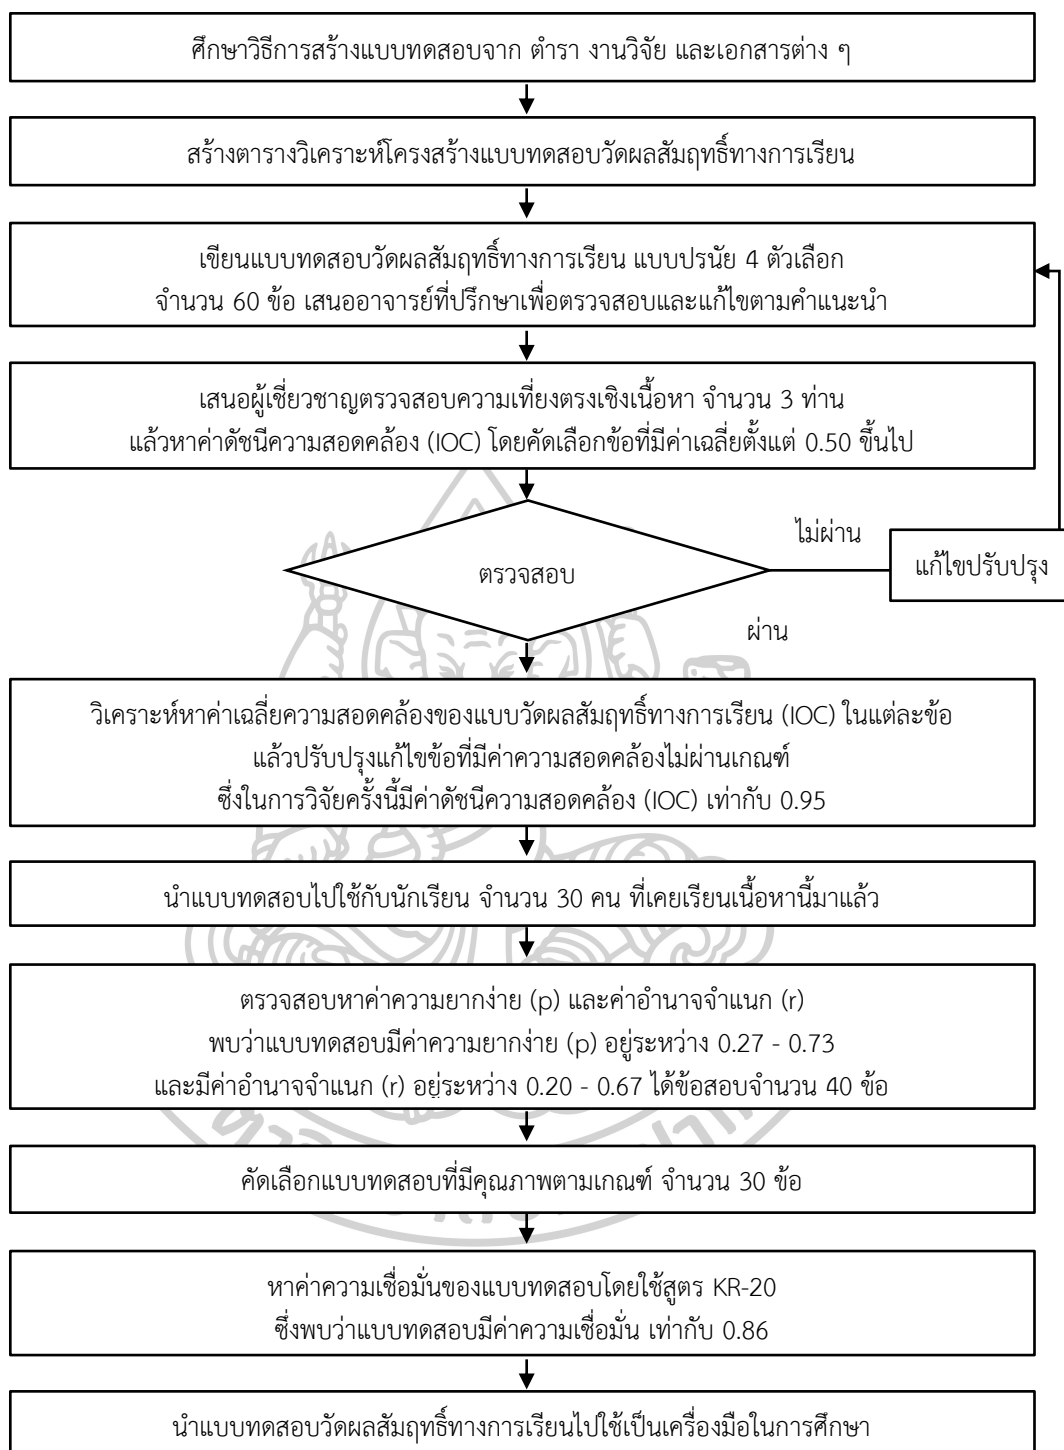 ศึกษาวิธีการสร้างแบบทดสอบจาก ตำรา งานวิจัย และเอกสารต่าง ๆ
สร้างตารางวิเคราะห์โครงสร้างแบบทดสอบวัดผลสัมฤทธิ์ทางการเรียน
เขียนแบบทดสอบวัดผลสัมฤทธิ์ทางการเรียน แบบปรนัย 4 ตัวเลือก
จำนวน 60 ข้อ เสนออาจารย์ที่ปรึกษาเพื่อตรวจสอบและแก้ไขตามคำแนะนำ
เสนอผู้เชี่ยวชาญตรวจสอบความเที่ยงตรงเชิงเนื้อหา จำนวน 3 ท่าน
แล้วหาค่าดัชนีความสอดคล้อง (IOC) โดยคัดเลือกข้อที่มีค่าเฉลี่ยตั้งแต่ 0.50 ขึ้นไป
ไม่ผ่าน
แก้ไขปรับปรุง
ตรวจสอบ
ผ่าน
วิเคราะห์หาค่าเฉลี่ยความสอดคล้องของแบบวัดผลสัมฤทธิ์ทางการเรียน (IOC) ในแต่ละข้อ
แล้วปรับปรุงแก้ไขข้อที่มีค่าความสอดคล้องไม่ผ่านเกณฑ์
ซึ่งในการวิจัยครั้งนี้มีค่าดัชนีความสอดคล้อง (IOC) เท่ากับ 0.95
นำแบบทดสอบไปใช้กับนักเรียน จำนวน 30 คน ที่เคยเรียนเนื้อหานี้มาแล้ว
ตรวจสอบหาค่าความยากง่าย (p) และค่าอำนาจจำแนก (r)
พบว่าแบบทดสอบมีค่าความยากง่าย (p) อยู่ระหว่าง 0.27 - 0.73
และมีค่าอำนาจจำแนก (r) อยู่ระหว่าง 0.20 - 0.67 ได้ข้อสอบจำนวน 40 ข้อ
คัดเลือกแบบทดสอบที่มีคุณภาพตามเกณฑ์ จำนวน 30 ข้อ
หาค่าความเชื่อมั่นของแบบทดสอบโดยใช้สูตร KR-20
ซึ่งพบว่าแบบทดสอบมีค่าความเชื่อมั่น เท่ากับ 0.86
นำแบบทดสอบวัดผลสัมฤทธิ์ทางการเรียนไปใช้เป็นเครื่องมือในการศึกษา